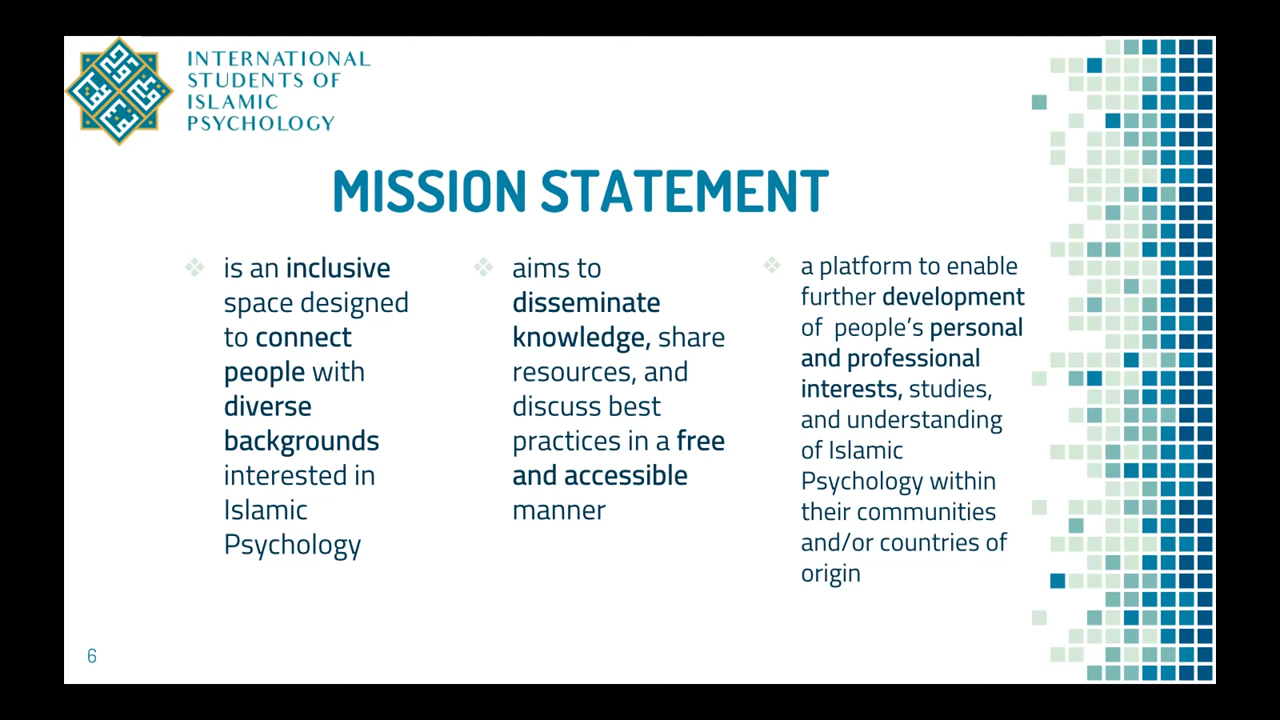 INTERNATIONAL
STUDENTS OF
ISLAMIC
PSYCHOLOGY
MISSION STATEMENT
is an inclusive
space designed
to connect
people with
diverse
backgrounds
interested in
Islamic
Psychology
aims to
disseminate
knowledge, share
resources, and
discuss best
practices in a free
and accessible
manner
a platform to enable
further development
of people’s personal
and professional
interests, studies,
and understanding
of Islamic
Psychology within
their communities
and/or countries of
origin
6